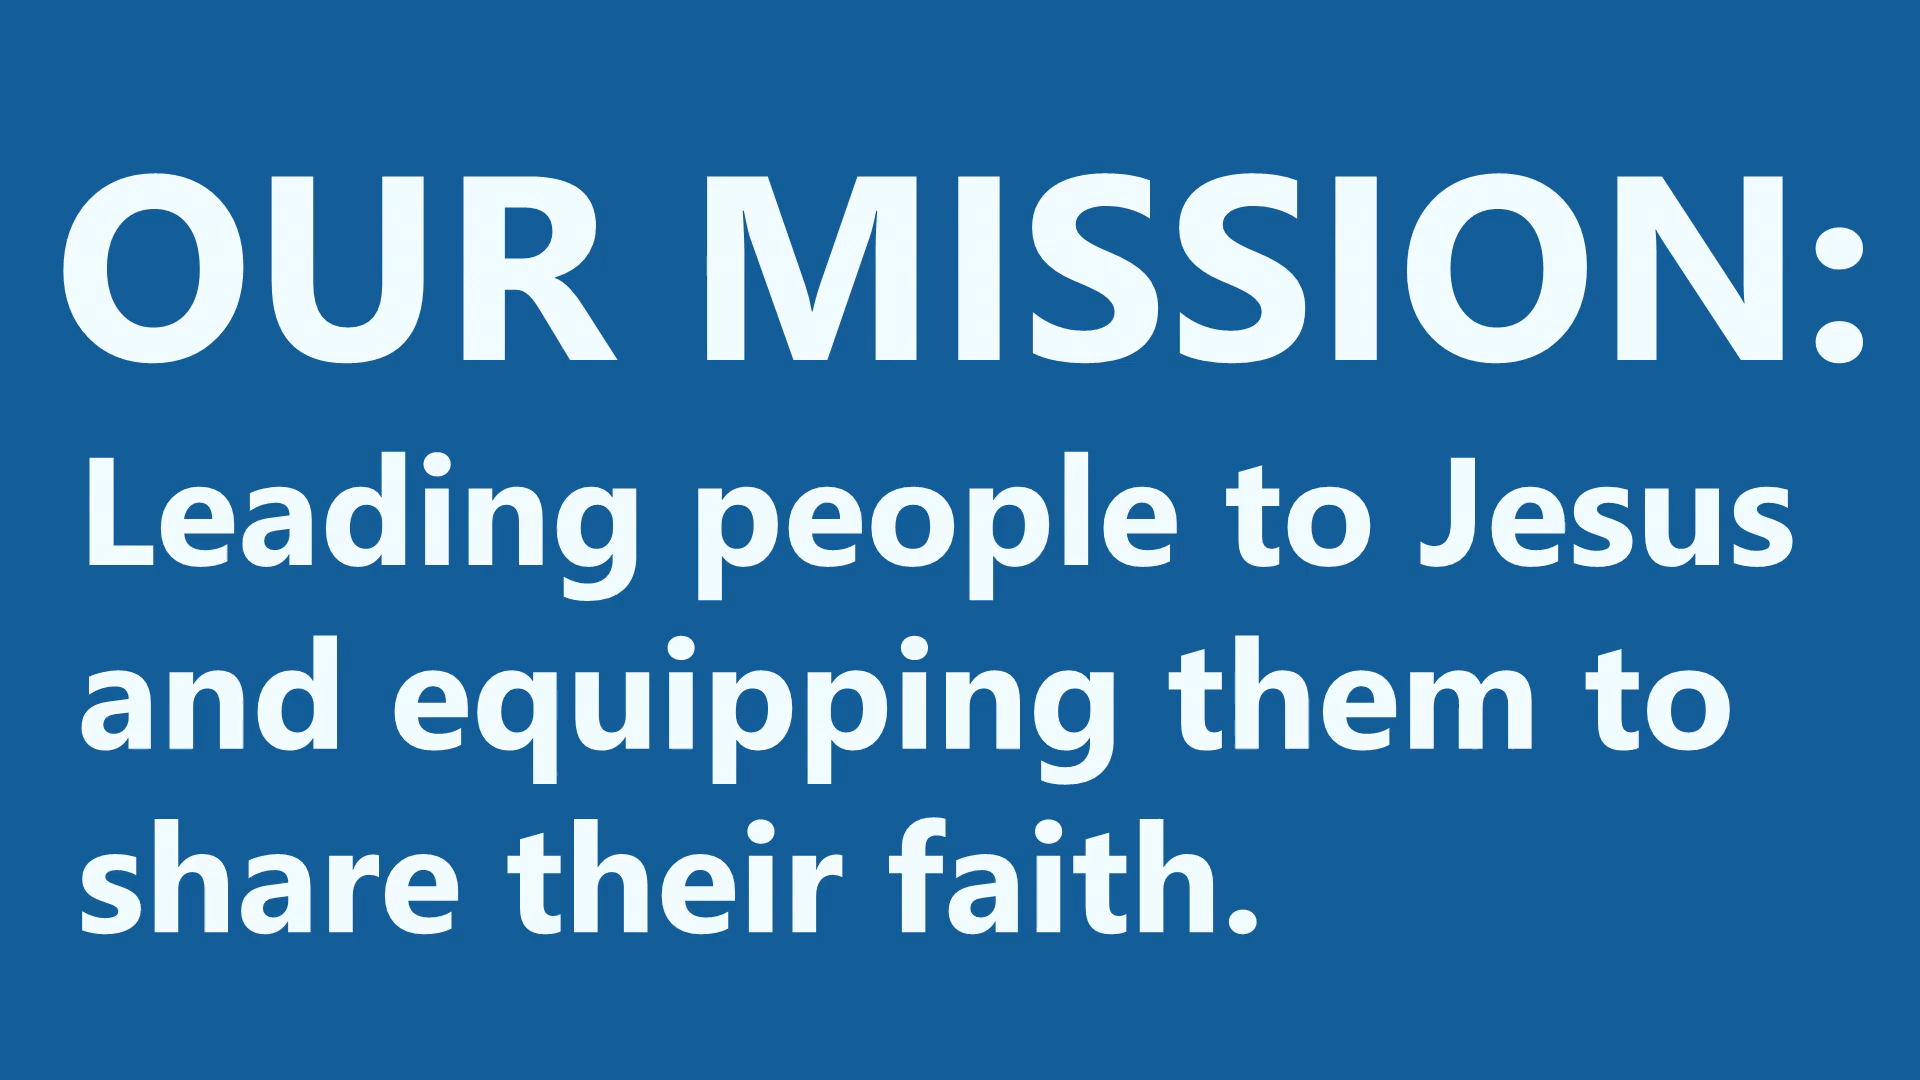 OUR MISSION:
Leading people to Jesus
and equipping them to
share their faith.